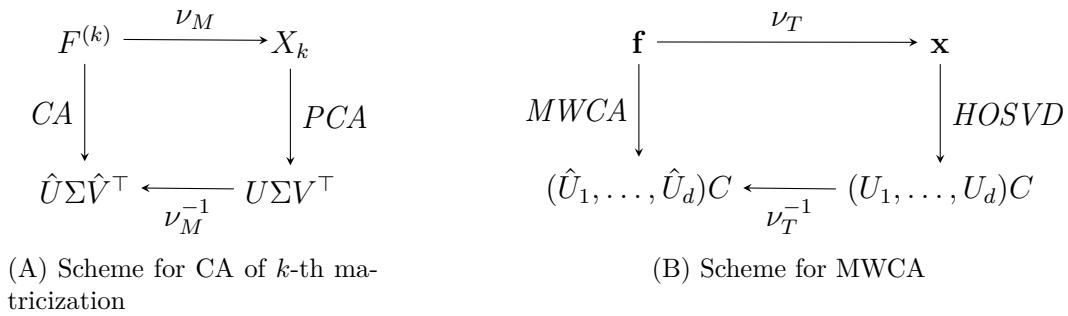 F^{(k)} ν_M X_k
CA PCA
ÛΣV̂^⊤ ν_M^{-1} UΣV^⊤
(A) Scheme for CA of k-th ma-
tricization
f ν_T x
MWCA HOSVD
(Û_1, . . . , Û_d)C ν_T^{-1} (U_1, . . . , U_d)C
(B) Scheme for MWCA